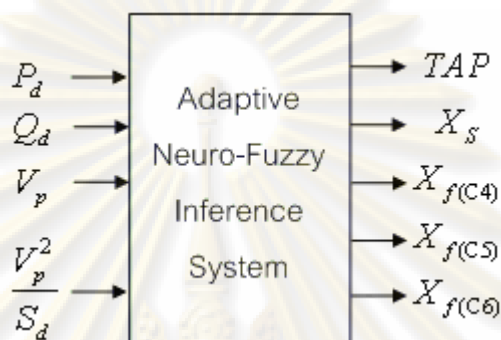 P_d
Q_d
V_p
V_p^2
S_d
Adaptive
Neuro-Fuzzy
Inference
System
TAP
X_S
X_f(C4)
X_f(C5)
X_f(C6)